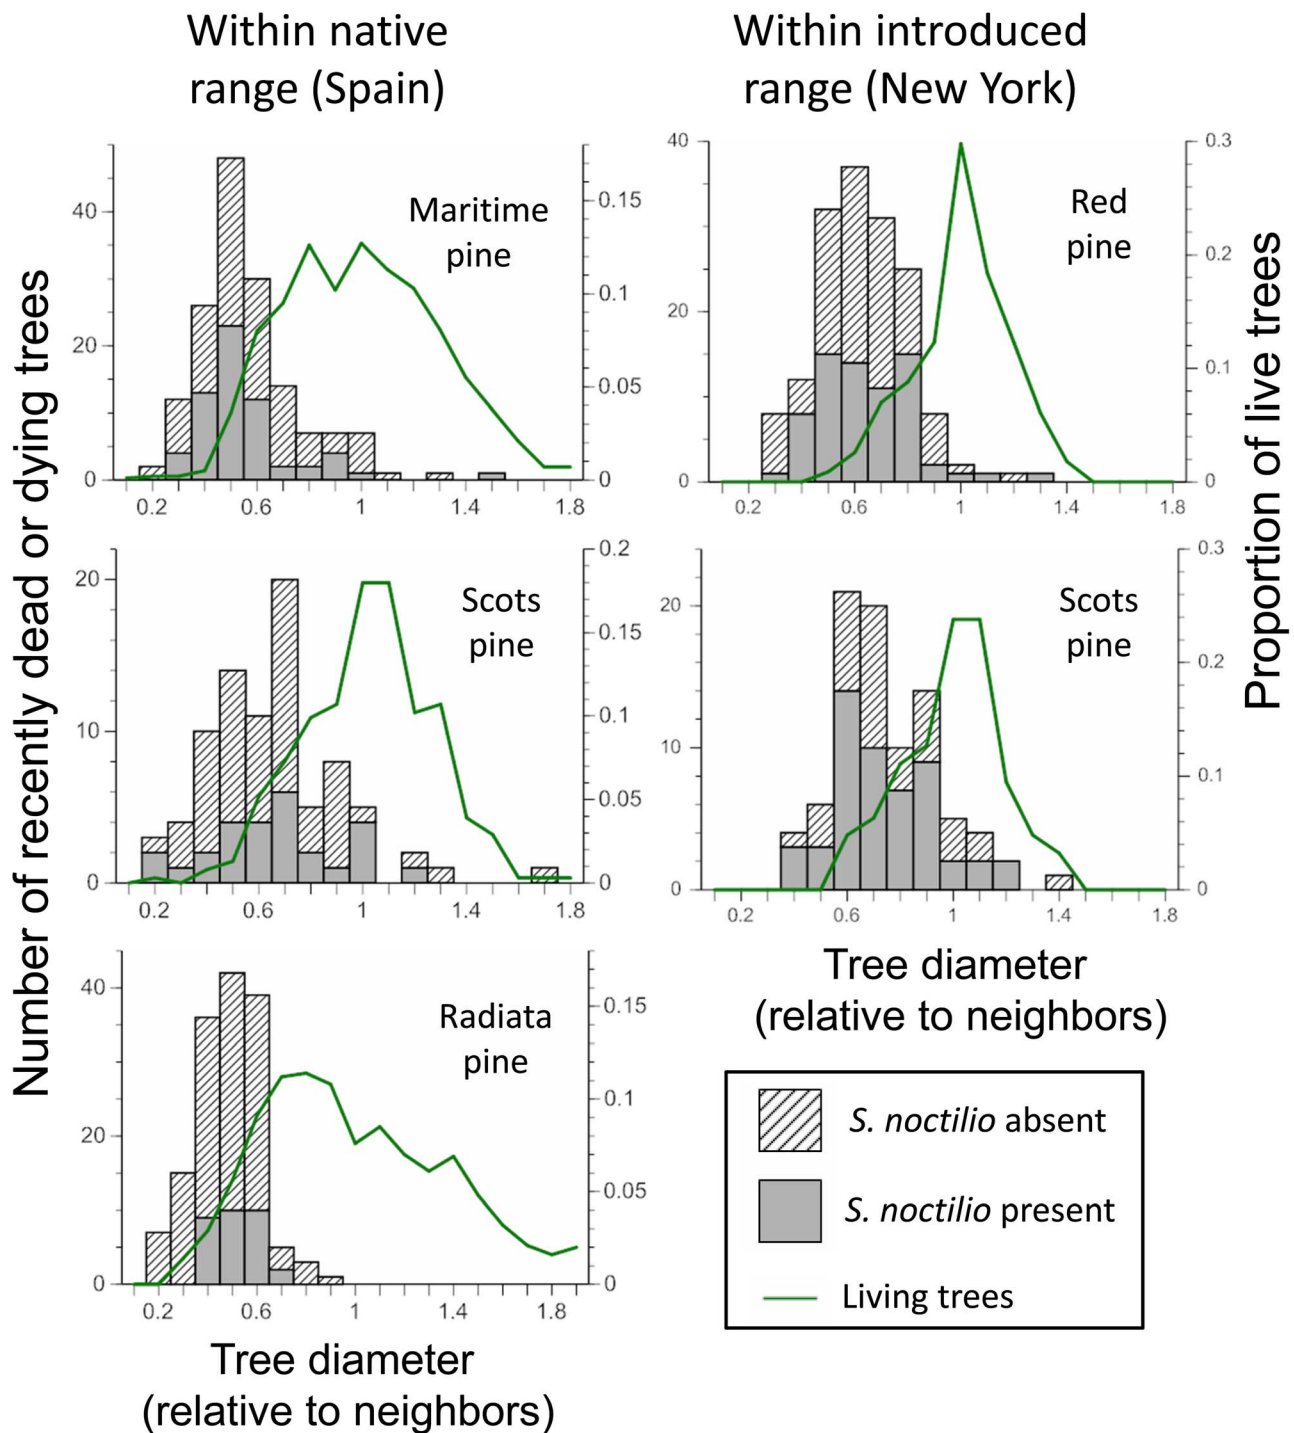 Within native
range (Spain)
Within introduced
range (New York)
Number of recently dead or dying trees
Proportion of live trees
Maritime
pine
40
20
0
0.15
0.1
0.05
0
0.2 0.6 1 1.4 1.8
Red
pine
40
20
0
0.3
0.2
0.1
0
0.2 0.6 1 1.4 1.8
Scots
pine
20
10
0
0.2
0.15
0.1
0.05
0
0.2 0.6 1 1.4 1.8
Scots
pine
20
10
0
0.3
0.2
0.1
0
0.2 0.6 1 1.4 1.8
Tree diameter
(relative to neighbors)
Radiata
pine
40
20
0
0.15
0.1
0.05
0
0.2 0.6 1 1.4 1.8
Tree diameter
(relative to neighbors)
S. noctilio absent
S. noctilio present
Living trees